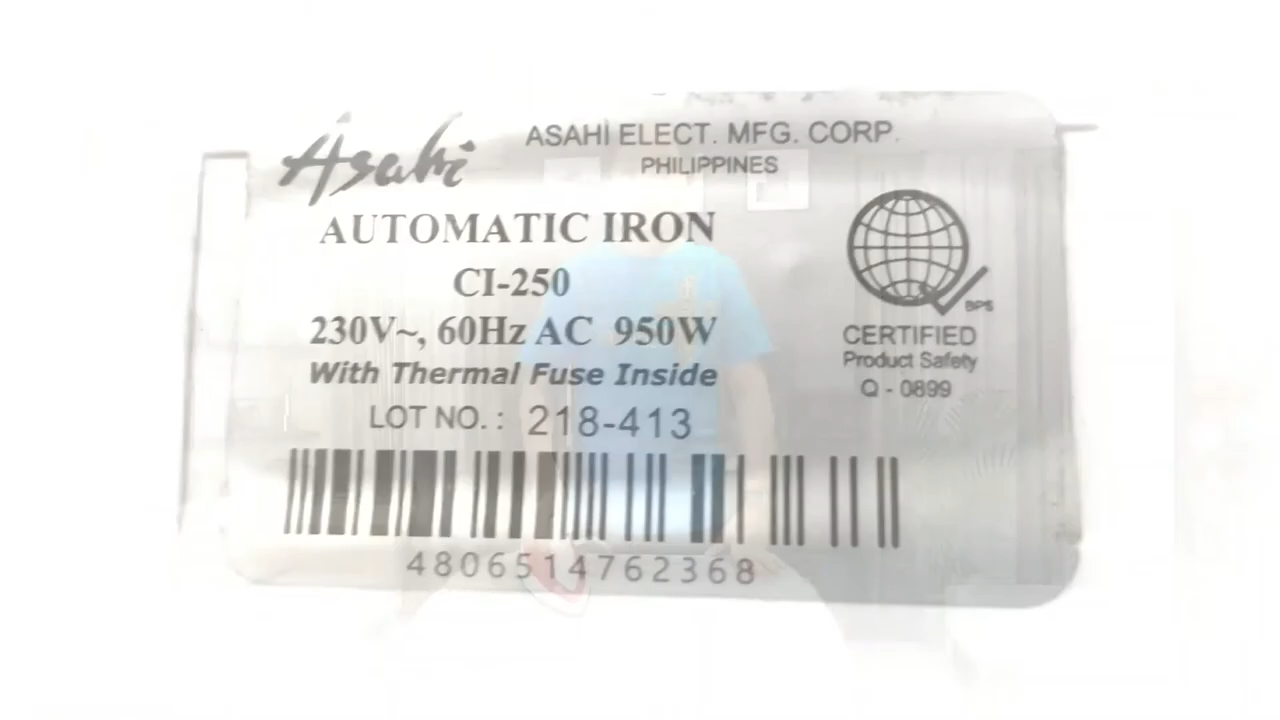 Asahi
ASAHI ELECT. MFG. CORP.
PHILIPPINES
AUTOMATIC IRON
CI-250
230V~, 60Hz AC 950W
With Thermal Fuse Inside
LOT NO. : 218-413
4806514762368
BPS
CERTIFIED
Product Safety
Q - 0899